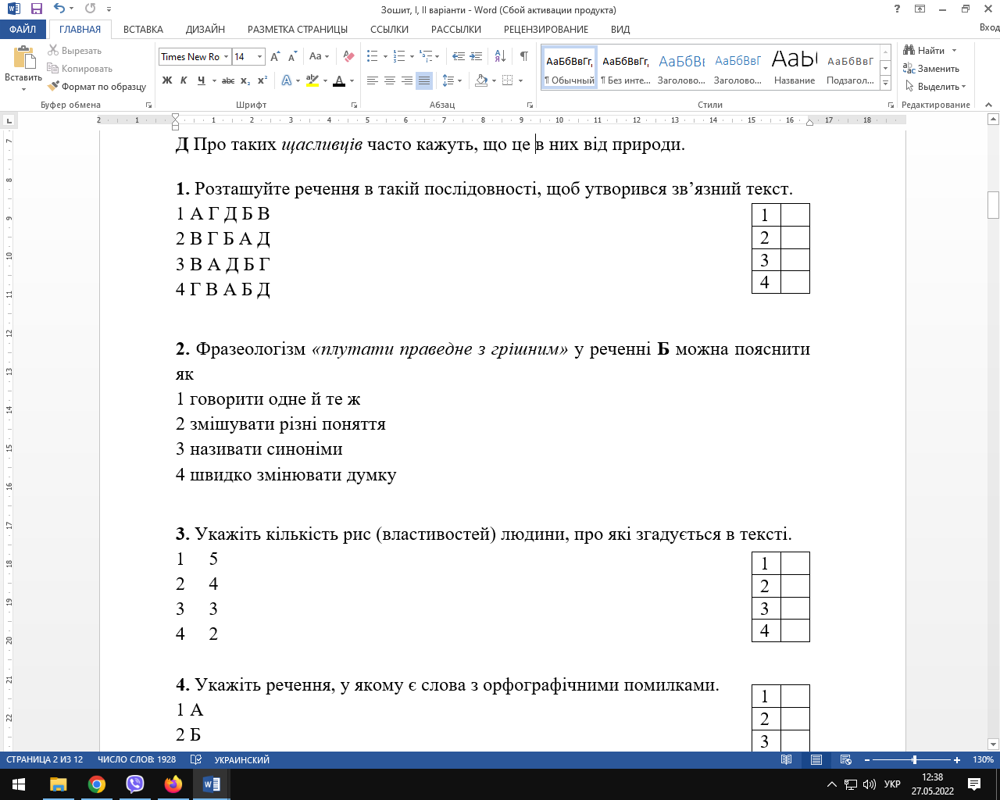 Зошит, І, ІІ варіанти - Word (Сбой активации продукта)
ФАЙЛ ГЛАВНАЯ ВСТАВКА ДИЗАЙН РАЗМЕТКА СТРАНИЦЫ ССЫЛКИ РАССЫЛКИ РЕЦЕНЗИРОВАНИЕ ВИД Вход
Вставить
Вырезать
Копировать
Формат по образцу
Буфер обмена
Times New Ro 14
Ж К Ч abc x₂ x²
Шрифт
Абзац
АаБбВвГг, АаБбВвГг, АаБбВ АаБбВвГ АаБ АаБбВвГ
¶ Обычный ¶ Без инте... Заголово... Заголово... Название Подзагол...
Стили
Найти
Заменить
Выделить
Редактирование
2 1 1 2 3 4 5 6 7 8 9 10 11 12 13 14 15 16 17 18
Д Про таких щасливців часто кажуть, що це в них від природи.
1. Розташуйте речення в такій послідовності, щоб утворився зв’язний текст.
1 А Г Д Б В
2 В Г Б А Д
3 В А Д Б Г
4 Г В А Б Д
1
2
3
4
2. Фразеологізм «плутати праведне з грішним» у реченні Б можна пояснити
як
1 говорити одне й те ж
2 змішувати різні поняття
3 називати синоніми
4 швидко змінювати думку
3. Укажіть кількість рис (властивостей) людини, про які згадується в тексті.
1 5
2 4
3 3
4 2
1
2
3
4
4. Укажіть речення, у якому є слова з орфографічними помилками.
1 А
2 Б
1
2
3
СТРАНИЦА 2 ИЗ 12 ЧИСЛО СЛОВ: 1928 УКРАИНСКИЙ 130%
УКР 12:38
27.05.2022